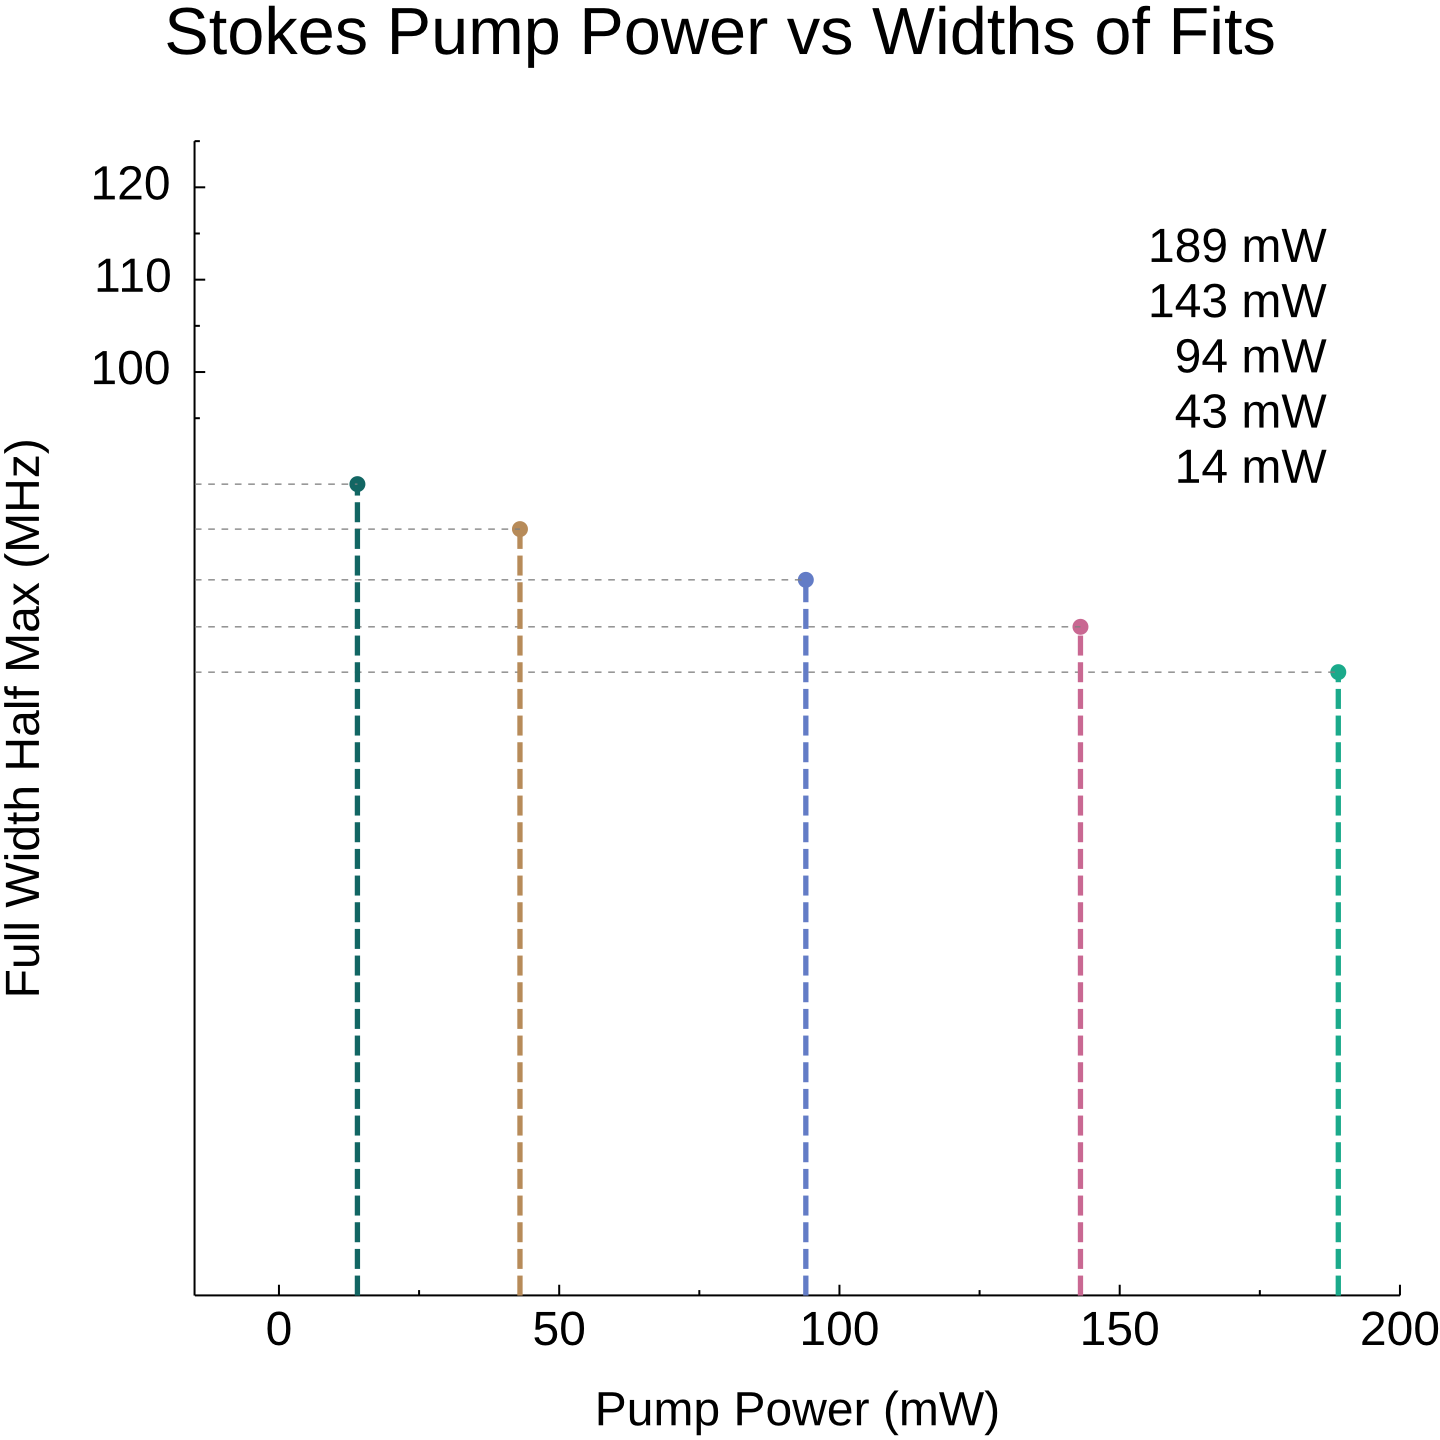 Stokes Pump Power vs Widths of Fits
120
110
100
189 mW
143 mW
94 mW
43 mW
14 mW
Full Width Half Max (MHz)
0
50
100
150
200
Pump Power (mW)